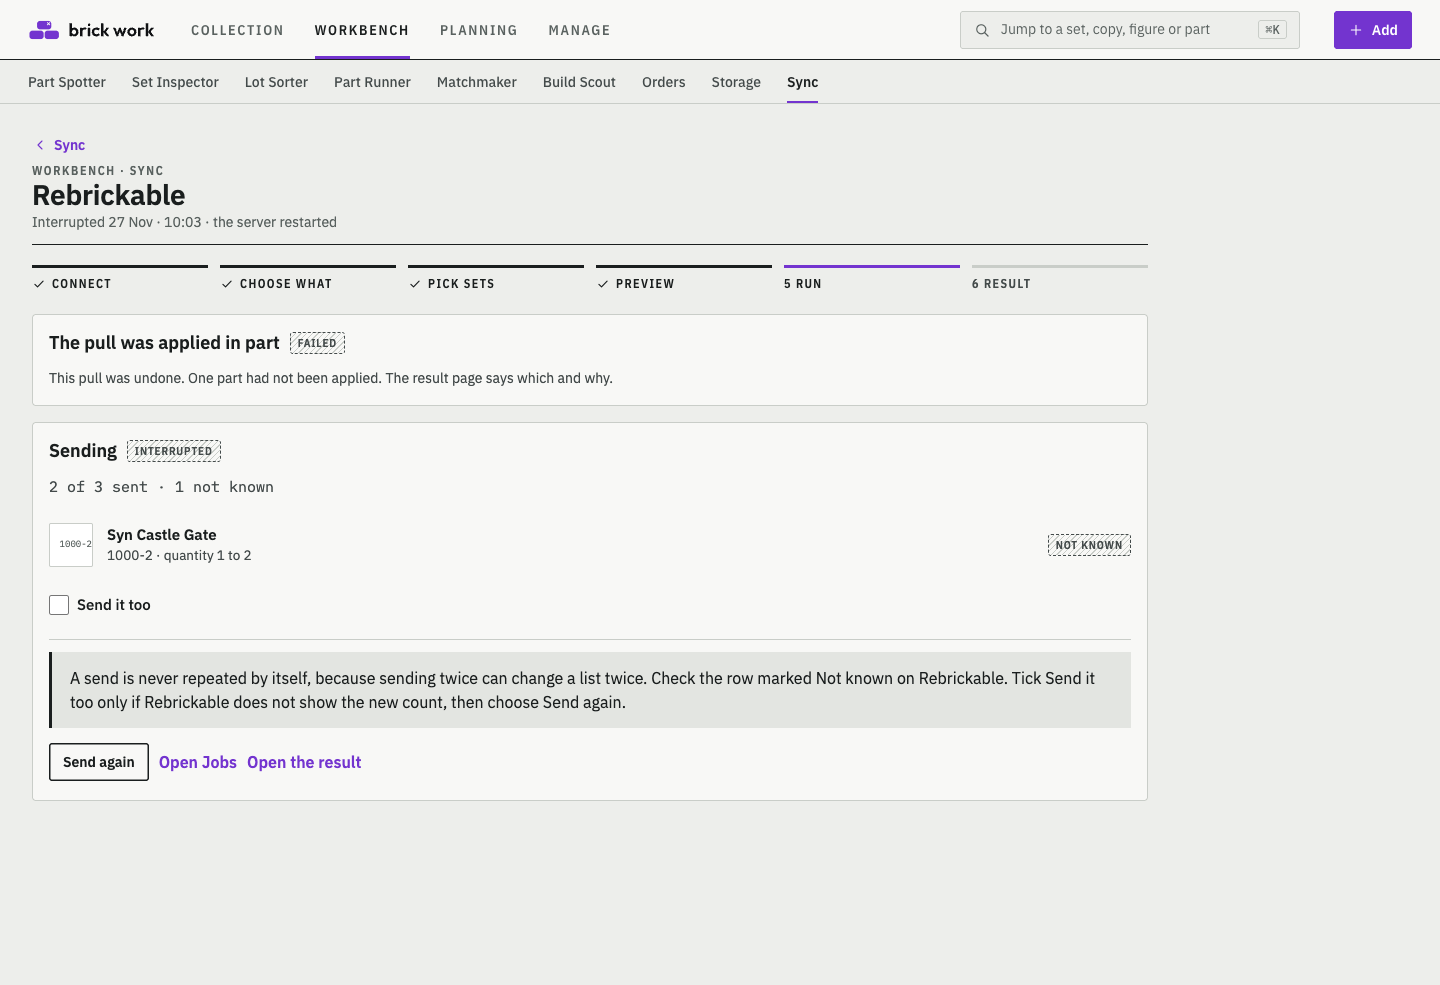 brick work
COLLECTION
WORKBENCH
PLANNING
MANAGE
Jump to a set, copy, figure or part
⌘K
Add
Part Spotter
Set Inspector
Lot Sorter
Part Runner
Matchmaker
Build Scout
Orders
Storage
Sync
Sync
WORKBENCH · SYNC
Rebrickable
Interrupted 27 Nov · 10:03 · the server restarted
CONNECT
CHOOSE WHAT
PICK SETS
PREVIEW
5 RUN
6 RESULT
The pull was applied in part
FAILED
This pull was undone. One part had not been applied. The result page says which and why.
Sending
INTERRUPTED
2 of 3 sent · 1 not known
1000-2
Syn Castle Gate
1000-2 · quantity 1 to 2
NOT KNOWN
Send it too
A send is never repeated by itself, because sending twice can change a list twice. Check the row marked Not known on Rebrickable. Tick Send it
too only if Rebrickable does not show the new count, then choose Send again.
Send again
Open Jobs
Open the result